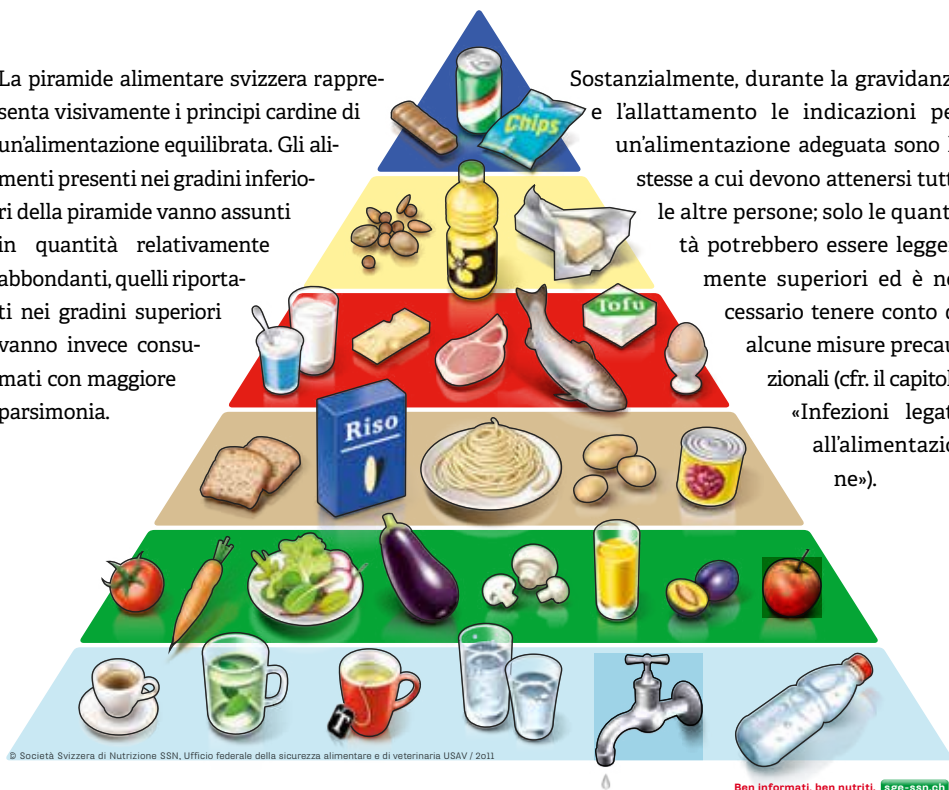 La piramide alimentare svizzera rappre-
senta visivamente i principi cardine di
un'alimentazione equilibrata. Gli ali-
menti presenti nei gradini inferio-
ri della piramide vanno assunti
in quantità relativamente
abbondanti, quelli riporta-
ti nei gradini superiori
vanno invece consu-
mati con maggiore
parsimonia.
Sostanzialmente, durante la gravidanz
e l'allattamento le indicazioni pe
un'alimentazione adeguata sono
stesse a cui devono attenersi tutt
le altre persone; solo le quant
tà potrebbero essere legger
mente superiori ed è ne
cessario tenere conto d
alcune misure precau
zionali (cfr. il capitol
«Infezioni legat
all'alimentazio
ne»).
Chips
Tofu
Riso
T
© Società Svizzera di Nutrizione SSN, Ufficio federale della sicurezza alimentare e di veterinaria USAV / 2011
Ben informati, ben nutriti. sge-ssn.ch